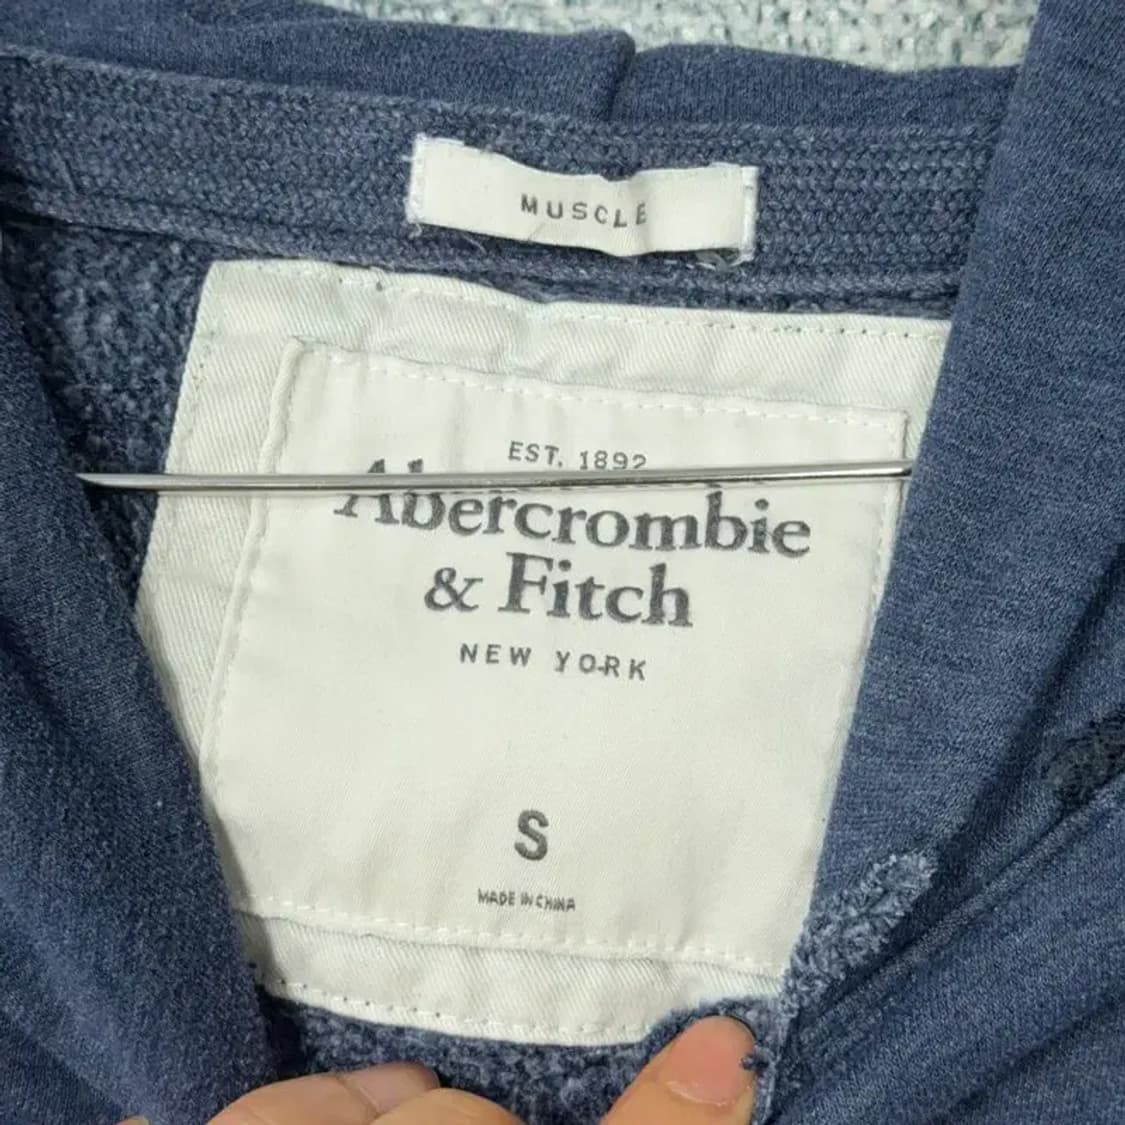 MUSCLE
EST. 1892
Abercrombie
& Fitch
NEW YORK
S
MADE IN CHINA